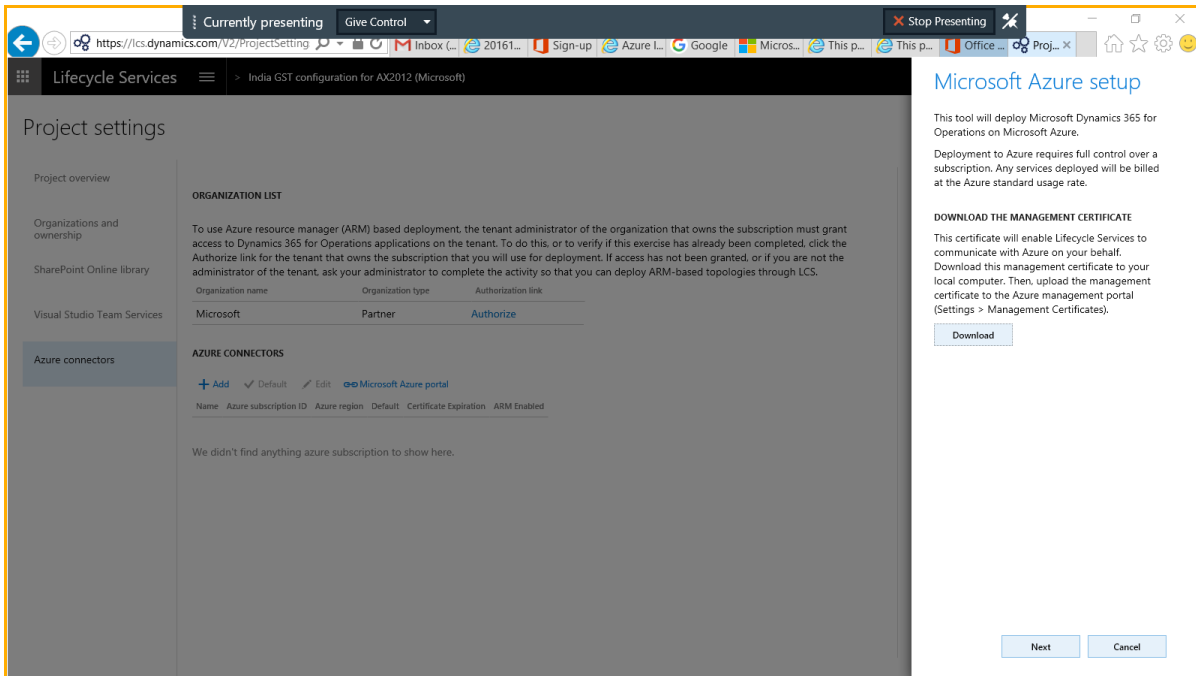 Currently presenting
Give Control
Stop Presenting
https://lcs.dynamics.com/V2/ProjectSetting
Inbox (...
20161...
Sign-up
Azure I...
Google
Micros...
This p...
This p...
Office ...
Proj...
Lifecycle Services
> India GST configuration for AX2012 (Microsoft)
Project settings
Project overview
Organizations and
ownership
SharePoint Online library
Visual Studio Team Services
Azure connectors
ORGANIZATION LIST
To use Azure resource manager (ARM) based deployment, the tenant administrator of the organization that owns the subscription must grant
access to Dynamics 365 for Operations applications on the tenant. To do this, or to verify if this exercise has already been completed, click the
Authorize link for the tenant that owns the subscription that you will use for deployment. If access has not been granted, or if you are not the
administrator of the tenant, ask your administrator to complete the activity so that you can deploy ARM-based topologies through LCS.
Organization name Organization type Authorization link
Microsoft Partner Authorize
AZURE CONNECTORS
Add Default Edit Microsoft Azure portal
Name Azure subscription ID Azure region Default Certificate Expiration ARM Enabled
We didn't find anything azure subscription to show here.
Microsoft Azure setup
This tool will deploy Microsoft Dynamics 365 for
Operations on Microsoft Azure.
Deployment to Azure requires full control over a
subscription. Any services deployed will be billed
at the Azure standard usage rate.
DOWNLOAD THE MANAGEMENT CERTIFICATE
This certificate will enable Lifecycle Services to
communicate with Azure on your behalf.
Download this management certificate to your
local computer. Then, upload the management
certificate to the Azure management portal
(Settings > Management Certificates).
Download
Next
Cancel